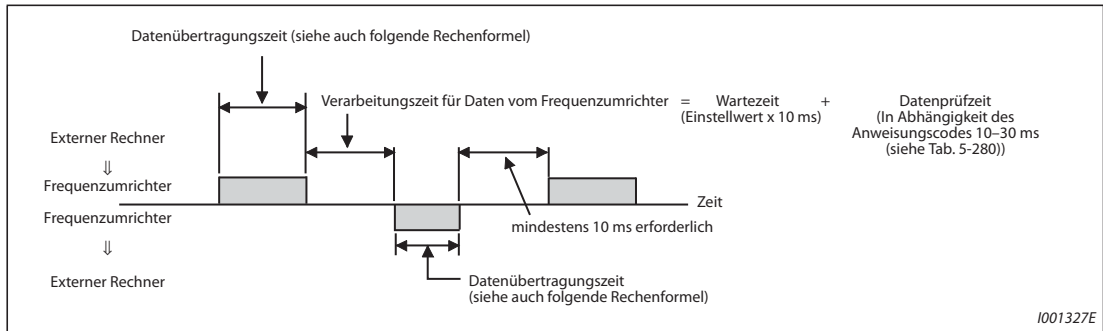 Datenübertragungszeit (siehe auch folgende Rechenformel)
Verarbeitungszeit für Daten vom Frequenzumrichter = Wartezeit + Datenprüfzeit
(Einstellwert x 10 ms)
(In Abhängigkeit des
Anweisungscodes 10–30 ms
(siehe Tab. 5-280))
Externer Rechner
⇓
Frequenzumrichter
Zeit
Frequenzumrichter
⇓
Externer Rechner
mindestens 10 ms erforderlich
Datenübertragungszeit
(siehe auch folgende Rechenformel)
I001327E